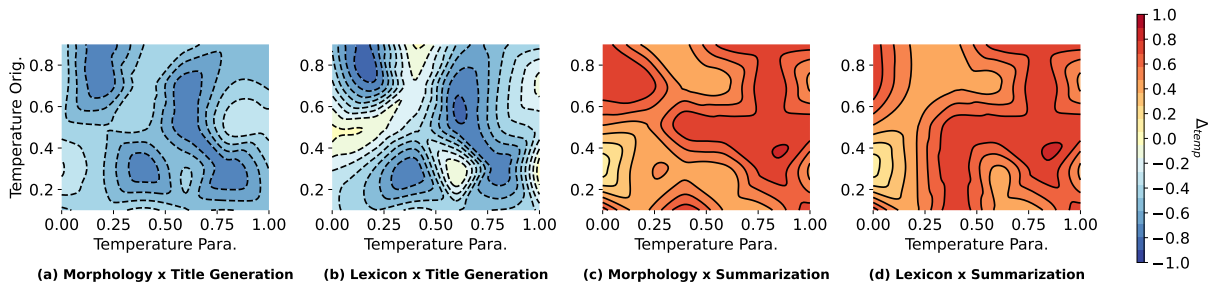 Temperature Orig.
0.8
0.6
0.4
0.2
0.00 0.25 0.50 0.75 1.00
Temperature Para.
(a) Morphology x Title Generation
0.8
0.6
0.4
0.2
0.00 0.25 0.50 0.75 1.00
Temperature Para.
(b) Lexicon x Title Generation
0.8
0.6
0.4
0.2
0.00 0.25 0.50 0.75 1.00
Temperature Para.
(c) Morphology x Summarization
0.8
0.6
0.4
0.2
0.00 0.25 0.50 0.75 1.00
Temperature Para.
(d) Lexicon x Summarization
1.0
0.8
0.6
0.4
0.2
0.0
−0.2
−0.4
−0.6
−0.8
−1.0
Δtemp